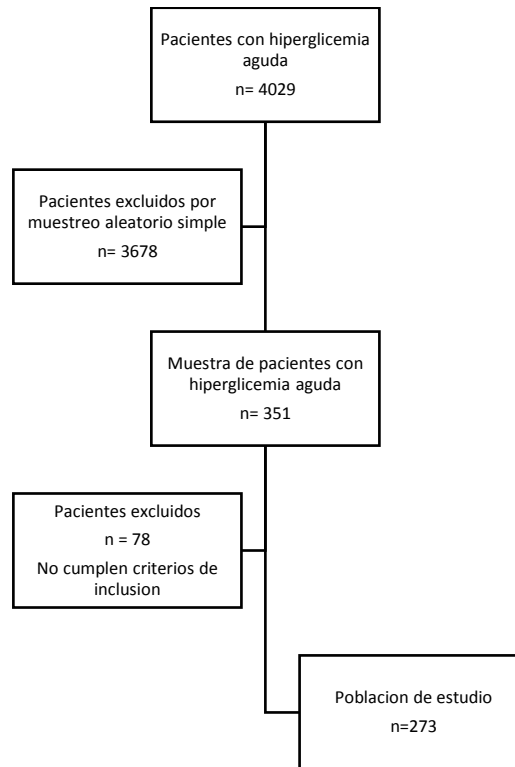 Pacientes con hiperglicemia
aguda
n= 4029
Pacientes excluidos por
muestreo aleatorio simple
n= 3678
Muestra de pacientes con
hiperglicemia aguda
n= 351
Pacientes excluidos
n = 78
No cumplen criterios de
inclusion
Poblacion de estudio
n=273